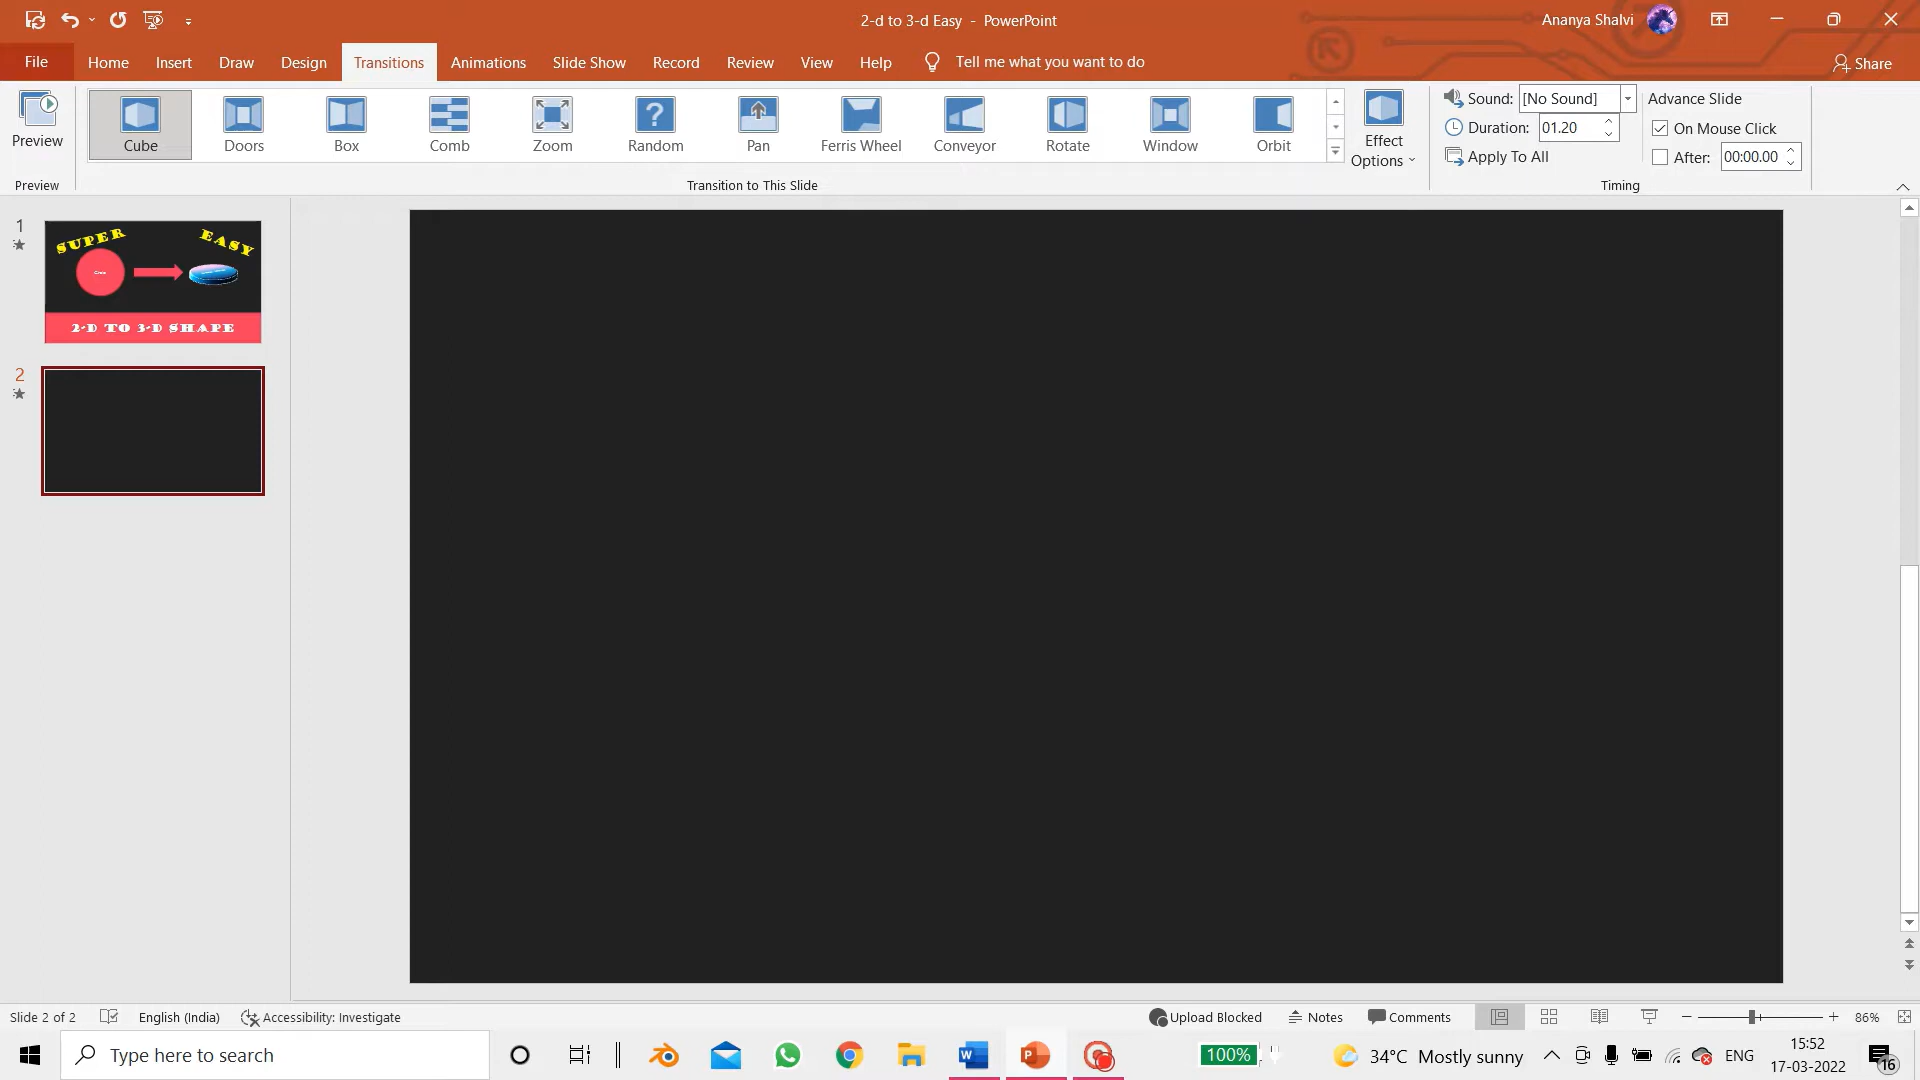 2-d to 3-d Easy - PowerPoint
Ananya Shalvi
File Home Insert Draw Design Transitions Animations Slide Show Record Review View Help Tell me what you want to do
Share
Preview
Cube Doors Box Comb Zoom Random Pan Ferris Wheel Conveyor Rotate Window Orbit
Effect
Options
Sound: [No Sound]
Duration: 01.20
Apply To All
Advance Slide
On Mouse Click
After: 00:00.00
Preview
Transition to This Slide
Timing
1
SUPER EASY
2-D TO 3-D SHAPE
2
Slide 2 of 2 English (India) Accessibility: Investigate
Upload Blocked Notes Comments 86%
Type here to search
100%
34°C Mostly sunny
ENG
15:52
17-03-2022
16